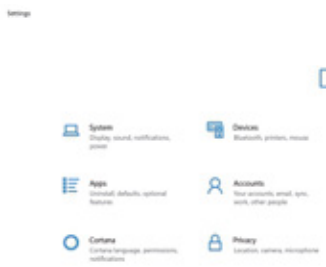 Settings
System
Display, sound, notifications,
power
Devices
Bluetooth, printers, mouse
Apps
Uninstall, defaults, optional
features
Accounts
Your accounts, email, sync,
work, other people
Cortana
Cortana language, permissions,
notifications
Privacy
Location, camera, microphone